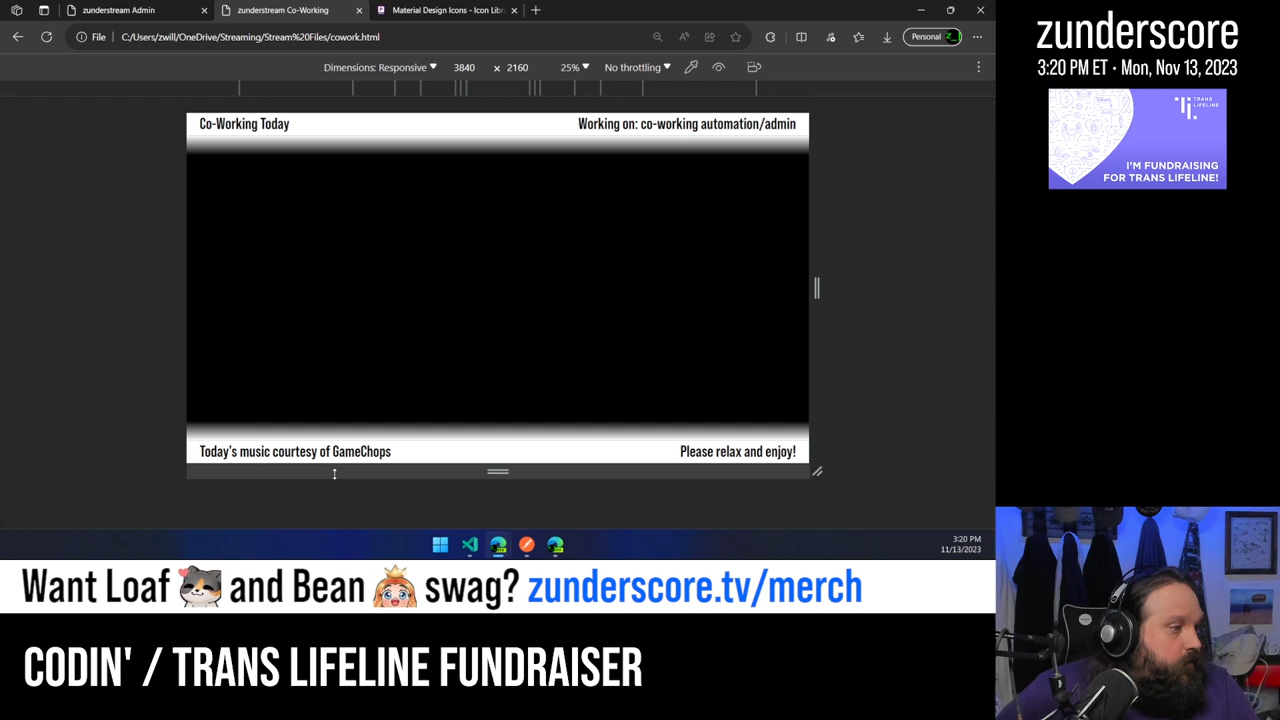 zunderstream Admin
zunderstream Co-Working
Material Design Icons - Icon Libr
File
C:/Users/zwill/OneDrive/Streaming/Stream%20Files/cowork.html
Personal
Dimensions: Responsive
3840 × 2160
25%
No throttling
Co-Working Today
Working on: co-working automation/admin
Today's music courtesy of GameChops
Please relax and enjoy!
3:20 PM
11/13/2023
zunderscore
3:20 PM ET • Mon, Nov 13, 2023
TRANS
LIFELINE
I'M FUNDRAISING
FOR TRANS LIFELINE!
Want Loaf and Bean swag? zunderscore.tv/merch
CODIN' / TRANS LIFELINE FUNDRAISER